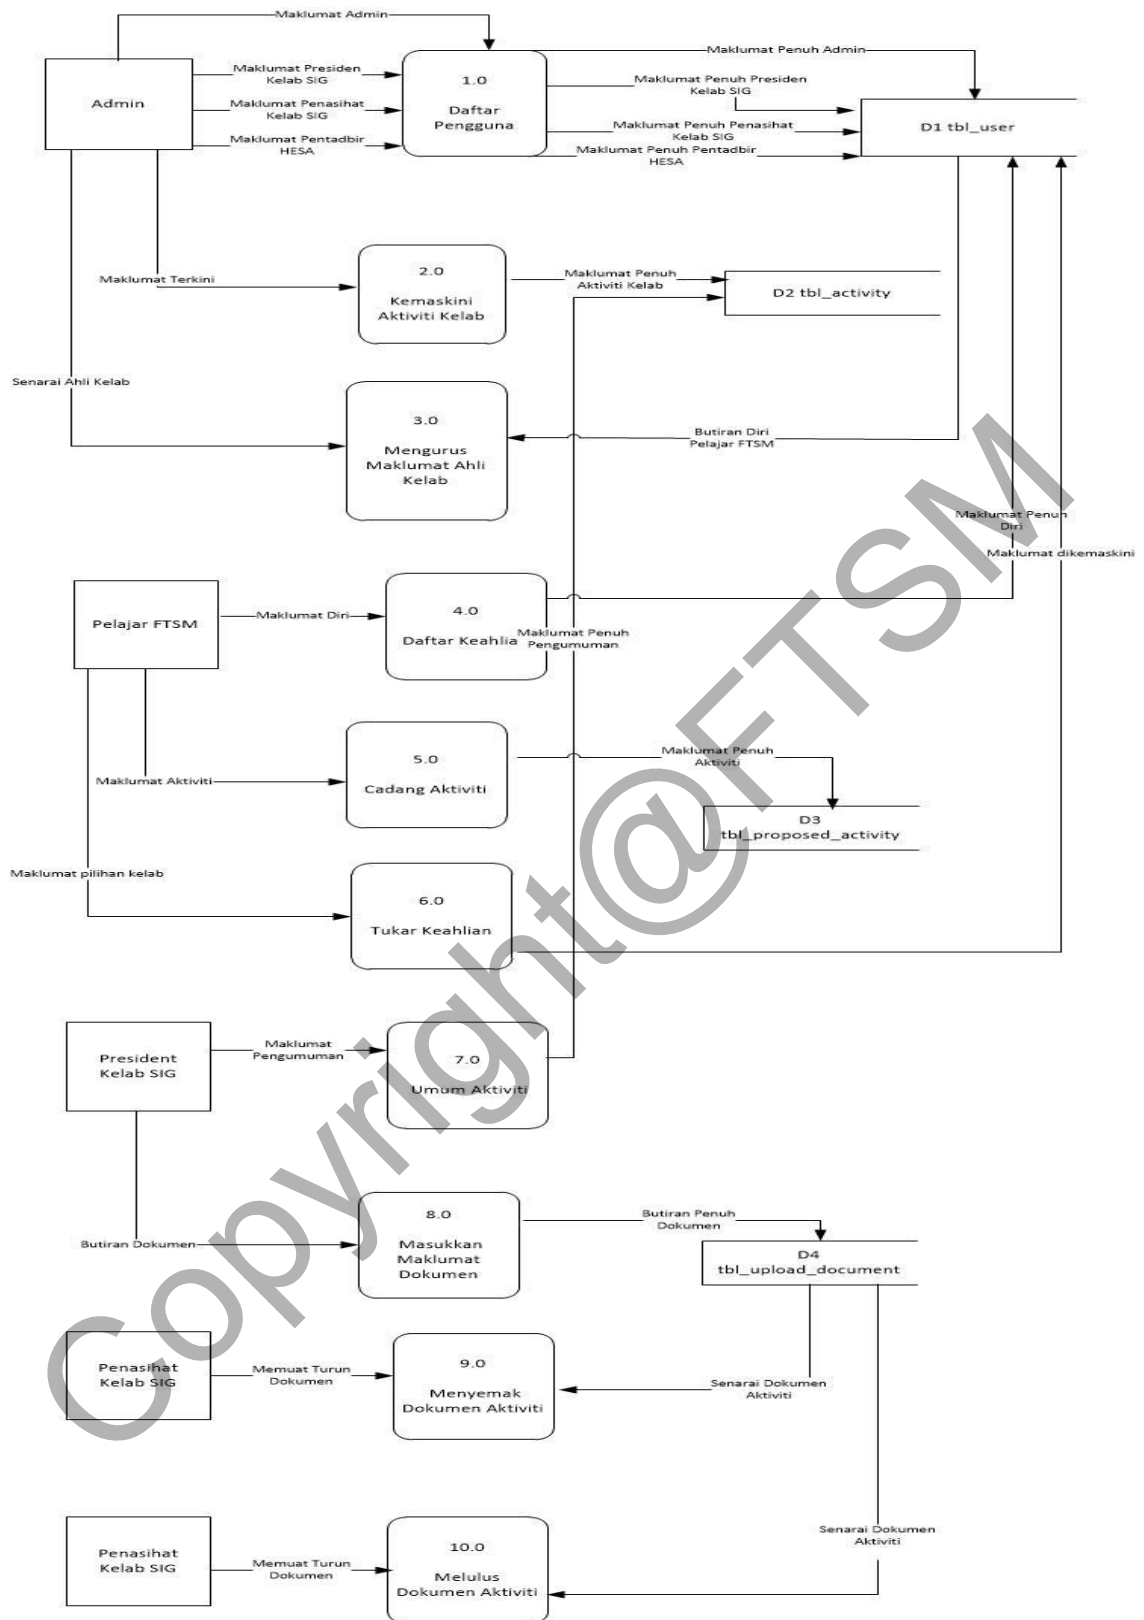 Maklumat Admin
Maklumat Penuh Admin
Maklumat Presiden
Kelab SIG
1.0
Daftar
Pengguna
Maklumat Penuh Presiden
Kelab SIG
Admin
Maklumat Penasihat
Kelab SIG
Maklumat Penuh Penasihat
Kelab SIG
D1 tbl_user
Maklumat Pentadbir
HESA
Maklumat Penuh Pentadbir
HESA
Maklumat Terkini
2.0
Kemaskini
Aktiviti Kelab
Maklumat Penuh
Aktiviti Kelab
D2 tbl_activity
Senarai Ahli Kelab
3.0
Mengurus
Maklumat Ahli
Kelab
Butiran Diri
Pelajar FTSM
Maklumat Penuh
Diri
Maklumat dikemaskini
Pelajar FTSM
Maklumat Diri
4.0
Daftar Keahlia
Maklumat Penuh
Pengumuman
Maklumat Aktiviti
5.0
Cadang Aktiviti
Maklumat Penuh
Aktiviti
D3
tbl_proposed_activity
Maklumat pilihan kelab
6.0
Tukar Keahlian
President
Kelab SIG
Maklumat
Pengumuman
7.0
Umum Aktiviti
Butiran Dokumen
8.0
Masukkan
Maklumat
Dokumen
Butiran Penuh
Dokumen
D4
tbl_upload_document
Penasihat
Kelab SIG
Memuat Turun
Dokumen
9.0
Menyemak
Dokumen Aktiviti
Senarai Dokumen
Aktiviti
Penasihat
Kelab SIG
Memuat Turun
Dokumen
10.0
Melulus
Dokumen Aktiviti
Senarai Dokumen
Aktiviti
Copyright@FTSM